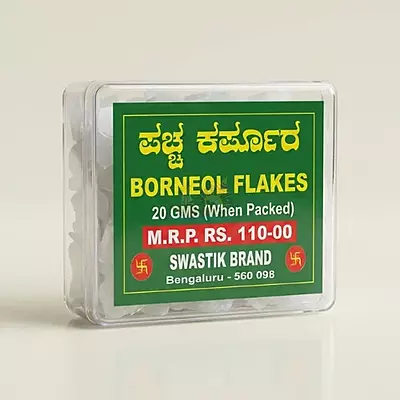 ಪಚ್ಚ ಕರ್ಪೂರ
BORNEOL FLAKES
20 GMS (When Packed)
M.R.P. RS. 110-00
SWASTIK BRAND
Bengaluru - 560 098